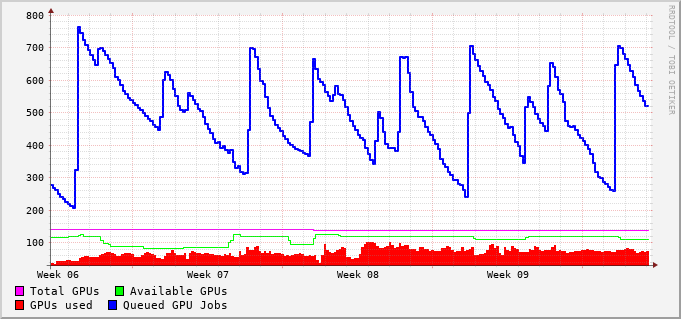 800
700
600
500
400
300
200
100
Week 06 Week 07 Week 08 Week 09
Total GPUs Available GPUs
GPUs used Queued GPU Jobs
RRDTOOL / TOBI OETIKER